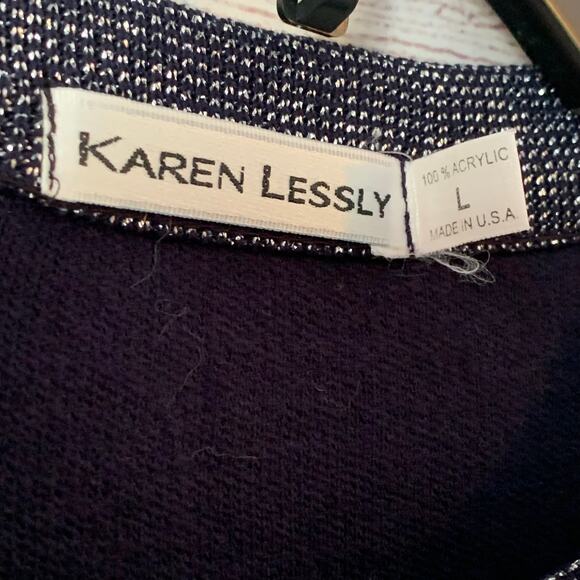 KAREN LESSLY
100 % ACRYLIC
L
MADE IN U.S.A.